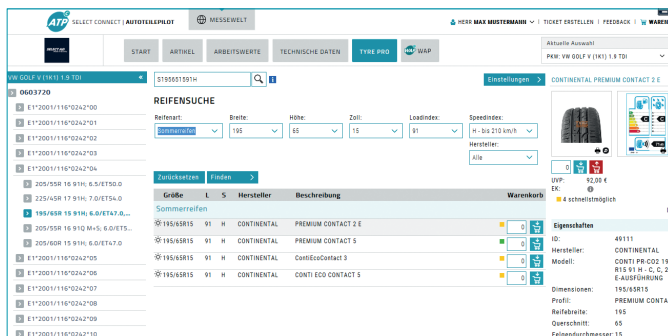 ATP SELECT CONNECT | AUTOTEILEPILOT
MESSEWELT
HERR MAX MUSTERMANN
TICKET ERSTELLEN | FEEDBACK |
START
ARTIKEL
ARBEITSWERTE
TECHNISCHE DATEN
TYRE PRO
WAP
Aktuelle Auswahl
PKW: VW GOLF V (1K1) 1.9 TDI
VW GOLF V (1K1) 1.9 TDI
0603720
E1*2001/116*0242*00
E1*2001/116*0242*01
E1*2001/116*0242*02
E1*2001/116*0242*03
E1*2001/116*0242*04
205/55R 16 91H; 6.5/ET50.0
225/45R 17 91H; 7.0/ET54.0
195/65R 15 91H; 6.0/ET47.0,...
205/55R 16 91Q M+S; 6.0/ET5...
205/60R 15 91H; 6.0/ET47.0
E1*2001/116*0242*05
E1*2001/116*0242*06
E1*2001/116*0242*07
E1*2001/116*0242*08
E1*2001/116*0242*09
E1*2001/116*0242*10
S195651591H
Einstellungen
REIFENSUCHE
Reifenart: Breite: Höhe: Zoll: Loadindex: Speedindex:
Sommerreifen 195 65 15 91 H - bis 210 km/h
Hersteller:
Alle
Zurücksetzen Finden
Größe L S Hersteller Beschreibung Warenkorb
Sommerreifen
195/65R15 91 H CONTINENTAL PREMIUM CONTACT 2 E 0
195/65R15 91 H CONTINENTAL PREMIUM CONTACT 5 0
195/65R15 91 H CONTINENTAL ContiEcoContact 3 0
195/65R15 91 H CONTINENTAL CONTI ECO CONTACT 5 0
CONTINENTAL PREMIUM CONTACT 2 E
0
UVP: 92,00 €
EK:
4 schnellstmöglich
Eigenschaften
ID: 49111
Hersteller: CONTINENTAL
Modell: CONTI PR-CO2 19
R15 91 H - C, C, 2
E-AUSFÜHRUNG
Dimensionen: 195/65R15
Profil: PREMIUM CONTA
Reifebreite: 195
Querschnitt: 65
Felgendurchmesser: 15